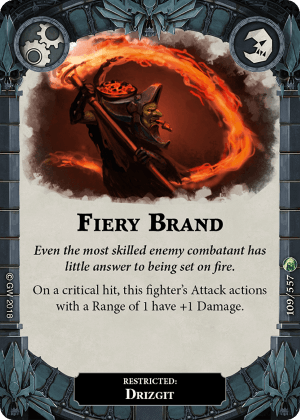 FIERY BRAND
Even the most skilled enemy combatant has
little answer to being set on fire.
On a critical hit, this fighter's Attack actions
with a Range of 1 have +1 Damage.
© GW 2018
109/557
RESTRICTED:
DRIZGIT